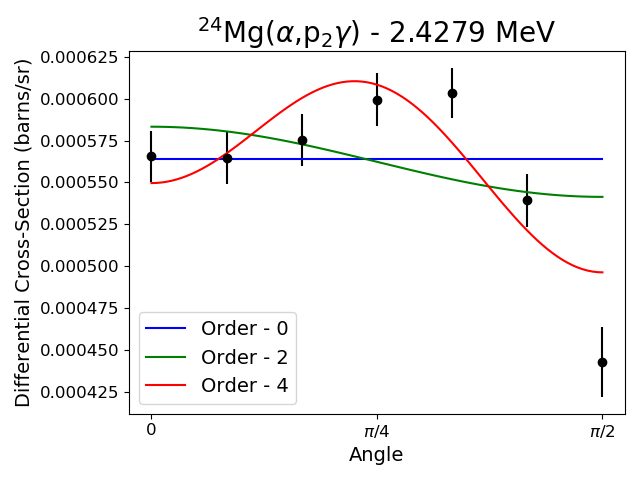 ²⁴Mg(α,p₂γ) - 2.4279 MeV
Differential Cross-Section (barns/sr)
0.000625
0.000600
0.000575
0.000550
0.000525
0.000500
0.000475
0.000450
0.000425
Order - 0
Order - 2
Order - 4
0 π/4 π/2
Angle